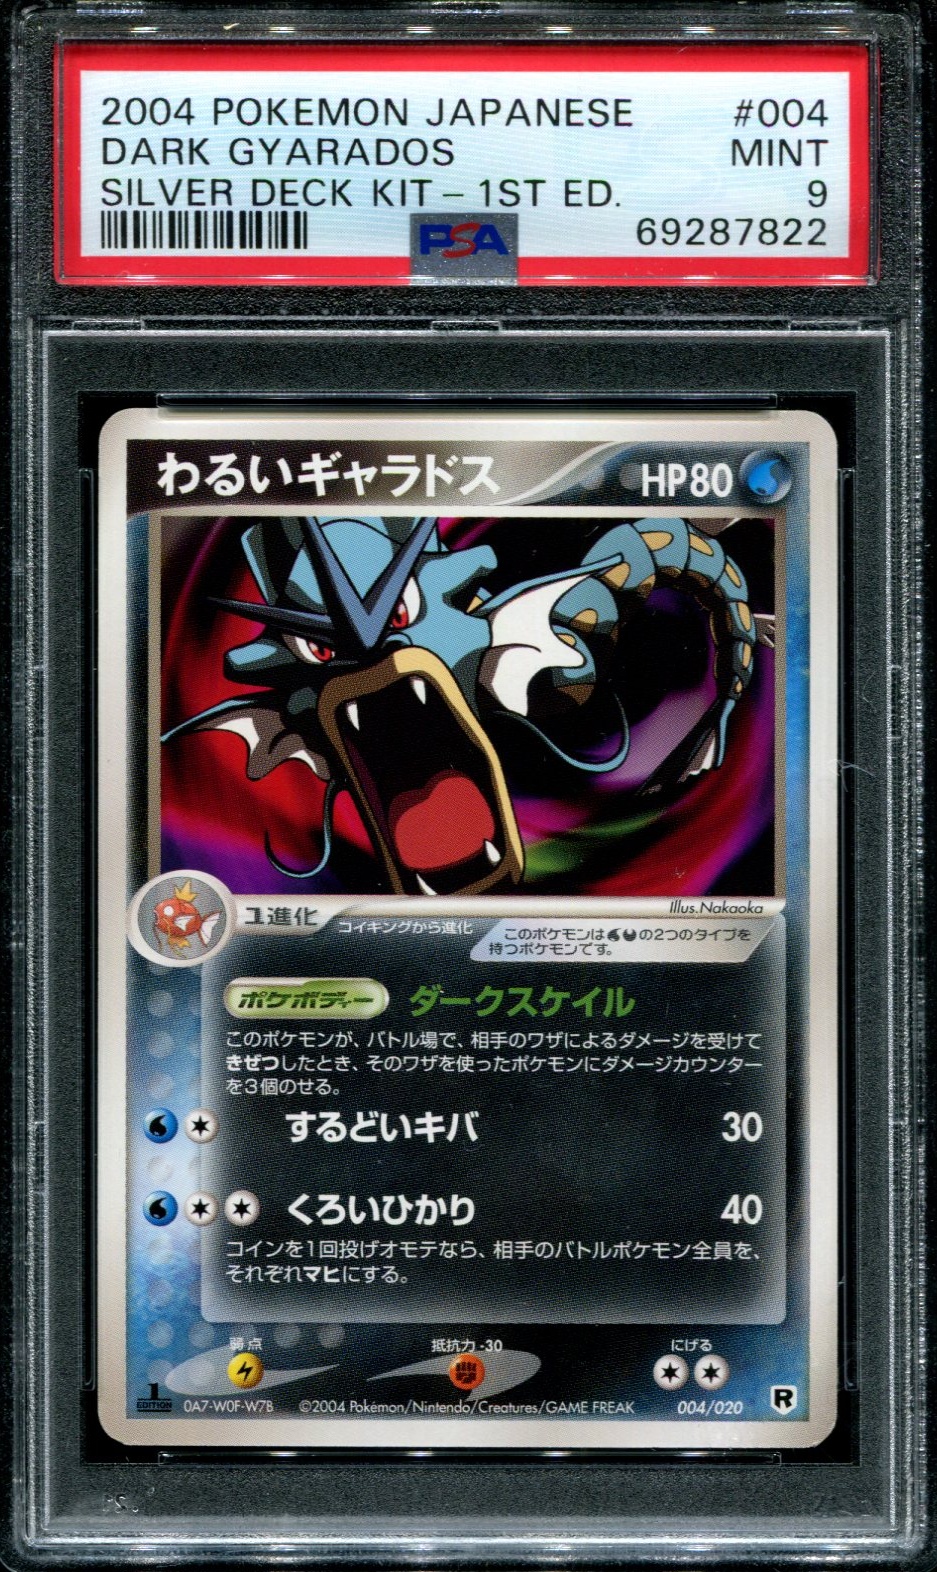 2004 POKEMON JAPANESE #004
DARK GYARADOS MINT
SILVER DECK KIT - 1ST ED. 9
PSA 69287822
わるいギャラドス HP80
Illus.Nakaoka
1進化 コイキングから進化
このポケモンは の2つのタイプを
持つポケモンです。
ポケボディー ダークスケイル
このポケモンが、バトル場で、相手のワザによるダメージを受けて
きぜつしたとき、そのワザを使ったポケモンにダメージカウンター
を3個のせる。
するどいキバ 30
くろいひかり 40
コインを1回投げオモテなら、相手のバトルポケモン全員を、
それぞれマヒにする。
弱点 抵抗力 -30 にげる
1 EDITION 0A7-W0F-W7B ©2004 Pokémon/Nintendo/Creatures/GAME FREAK 004/020 R